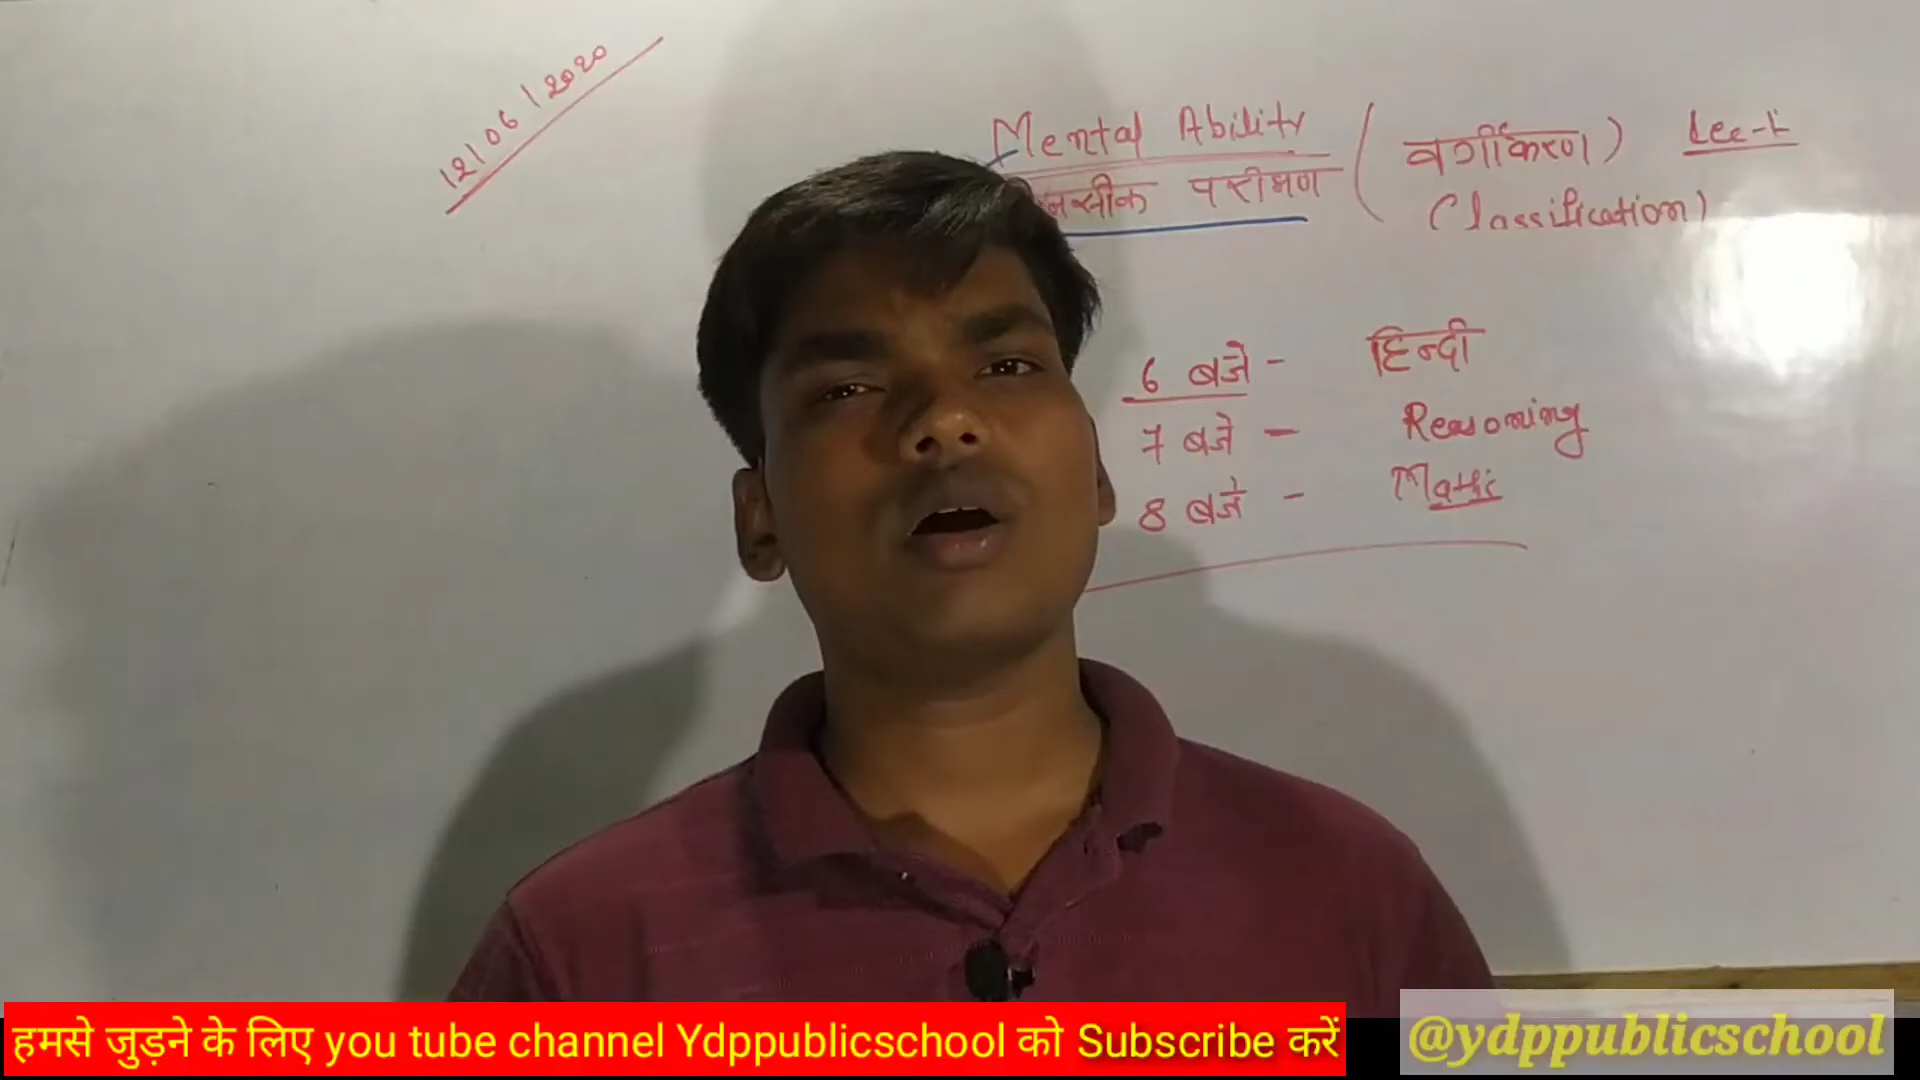 12/06/2020
Mental Ability
(वर्गीकरण) Lec-1
परीक्षण
Classification)
6 बजे - हिन्दी
7 बजे - Reasoning
8 बजे - Maths
हमसे जुड़ने के लिए you tube channel Ydppublicschool को Subscribe करें
@ydppublicschool